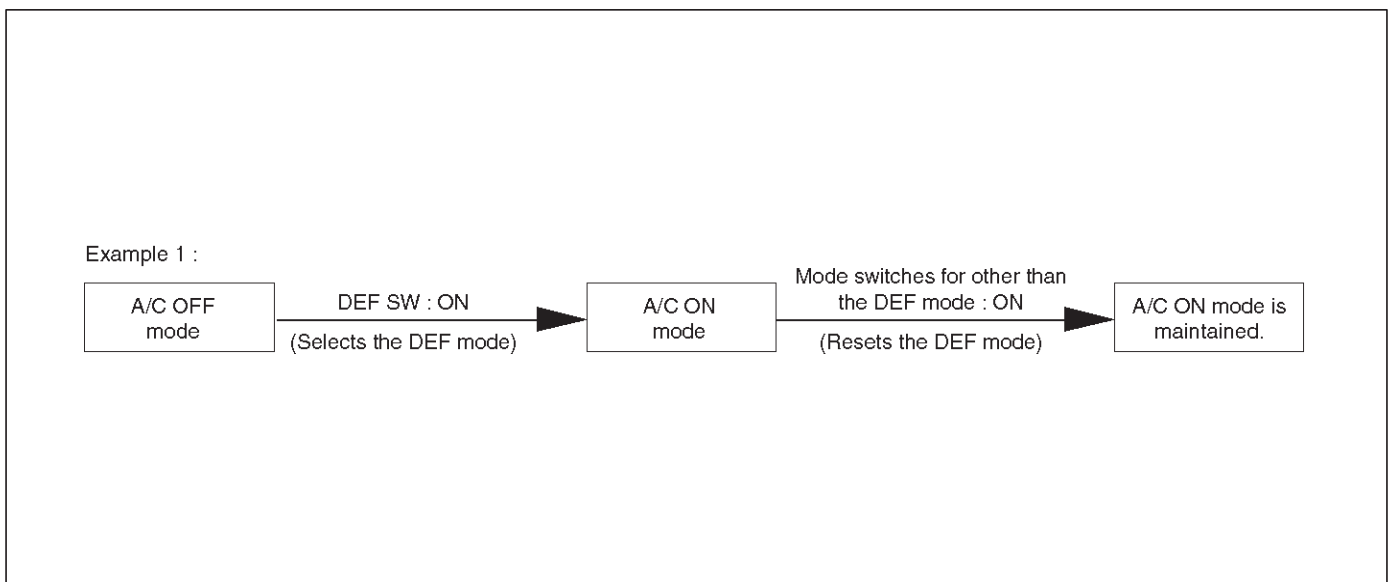 Example 1 :
A/C OFF
mode
DEF SW : ON
(Selects the DEF mode)
A/C ON
mode
Mode switches for other than
the DEF mode : ON
(Resets the DEF mode)
A/C ON mode is
maintained.